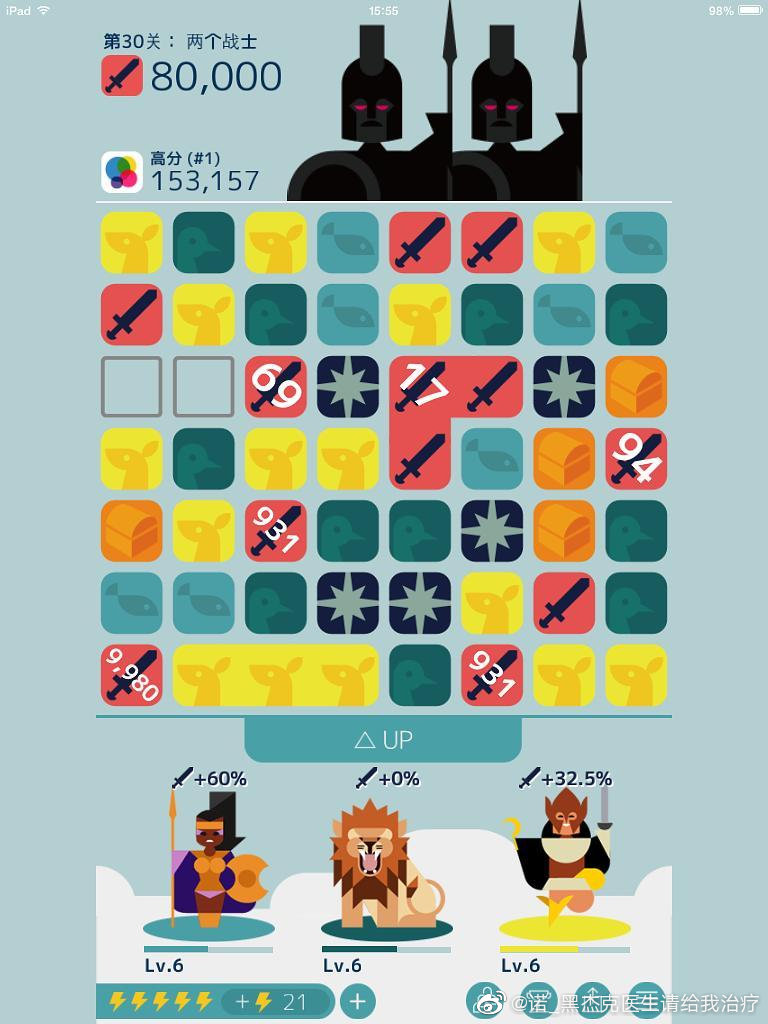 iPad 15:55 98%
第30关： 两个战士
80,000
高分 (#1)
153,157
69 17
94
931
9,980 931
△ UP
+60% +0% +32.5%
Lv.6 Lv.6 Lv.6
+ 21 +
@诺_黑杰克医生请给我治疗